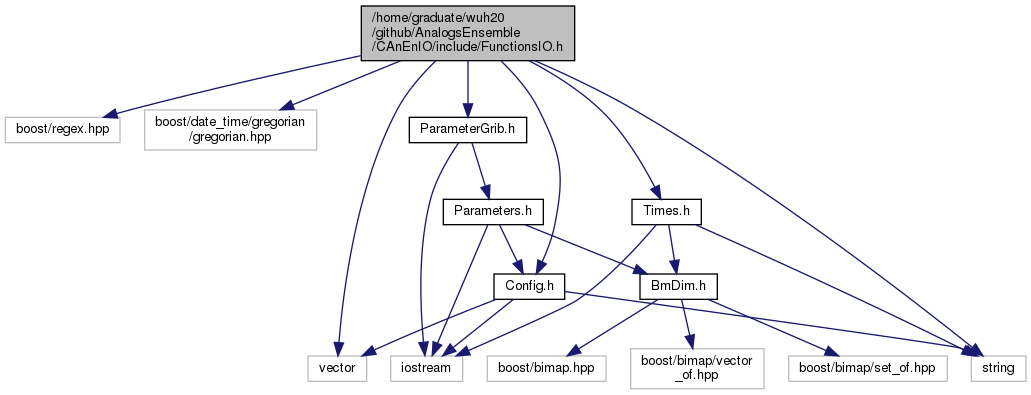 /home/graduate/wuh20
/github/AnalogsEnsemble
/CAnEnIO/include/FunctionsIO.h
boost/regex.hpp
boost/date_time/gregorian
/gregorian.hpp
ParameterGrib.h
Parameters.h
Times.h
Config.h
BmDim.h
vector
iostream
boost/bimap.hpp
boost/bimap/vector
_of.hpp
boost/bimap/set_of.hpp
string